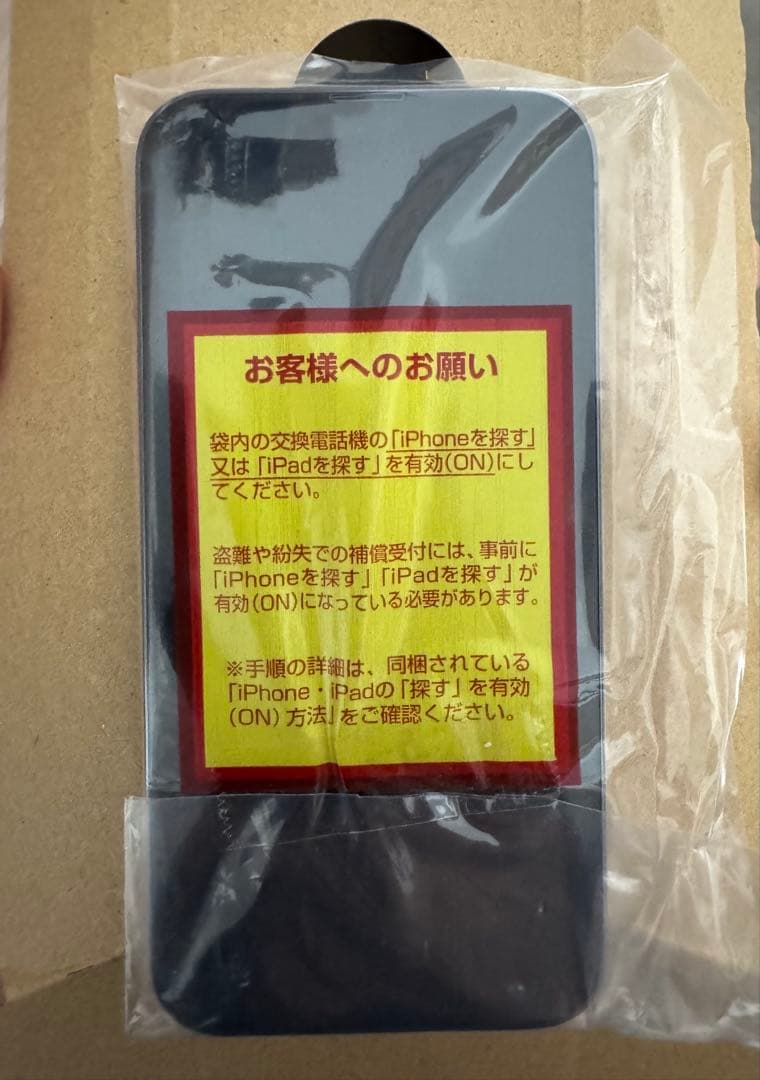 お客様へのお願い
袋内の交換電話機の「iPhoneを探す」
又は「iPadを探す」を有効(ON)にし
てください。
盗難や紛失での補償受付には、事前に
「iPhoneを探す」「iPadを探す」が
有効(ON)になっている必要があります。
※手順の詳細は、同梱されている
「iPhone・iPadの「探す」を有効
(ON)方法」をご確認ください。